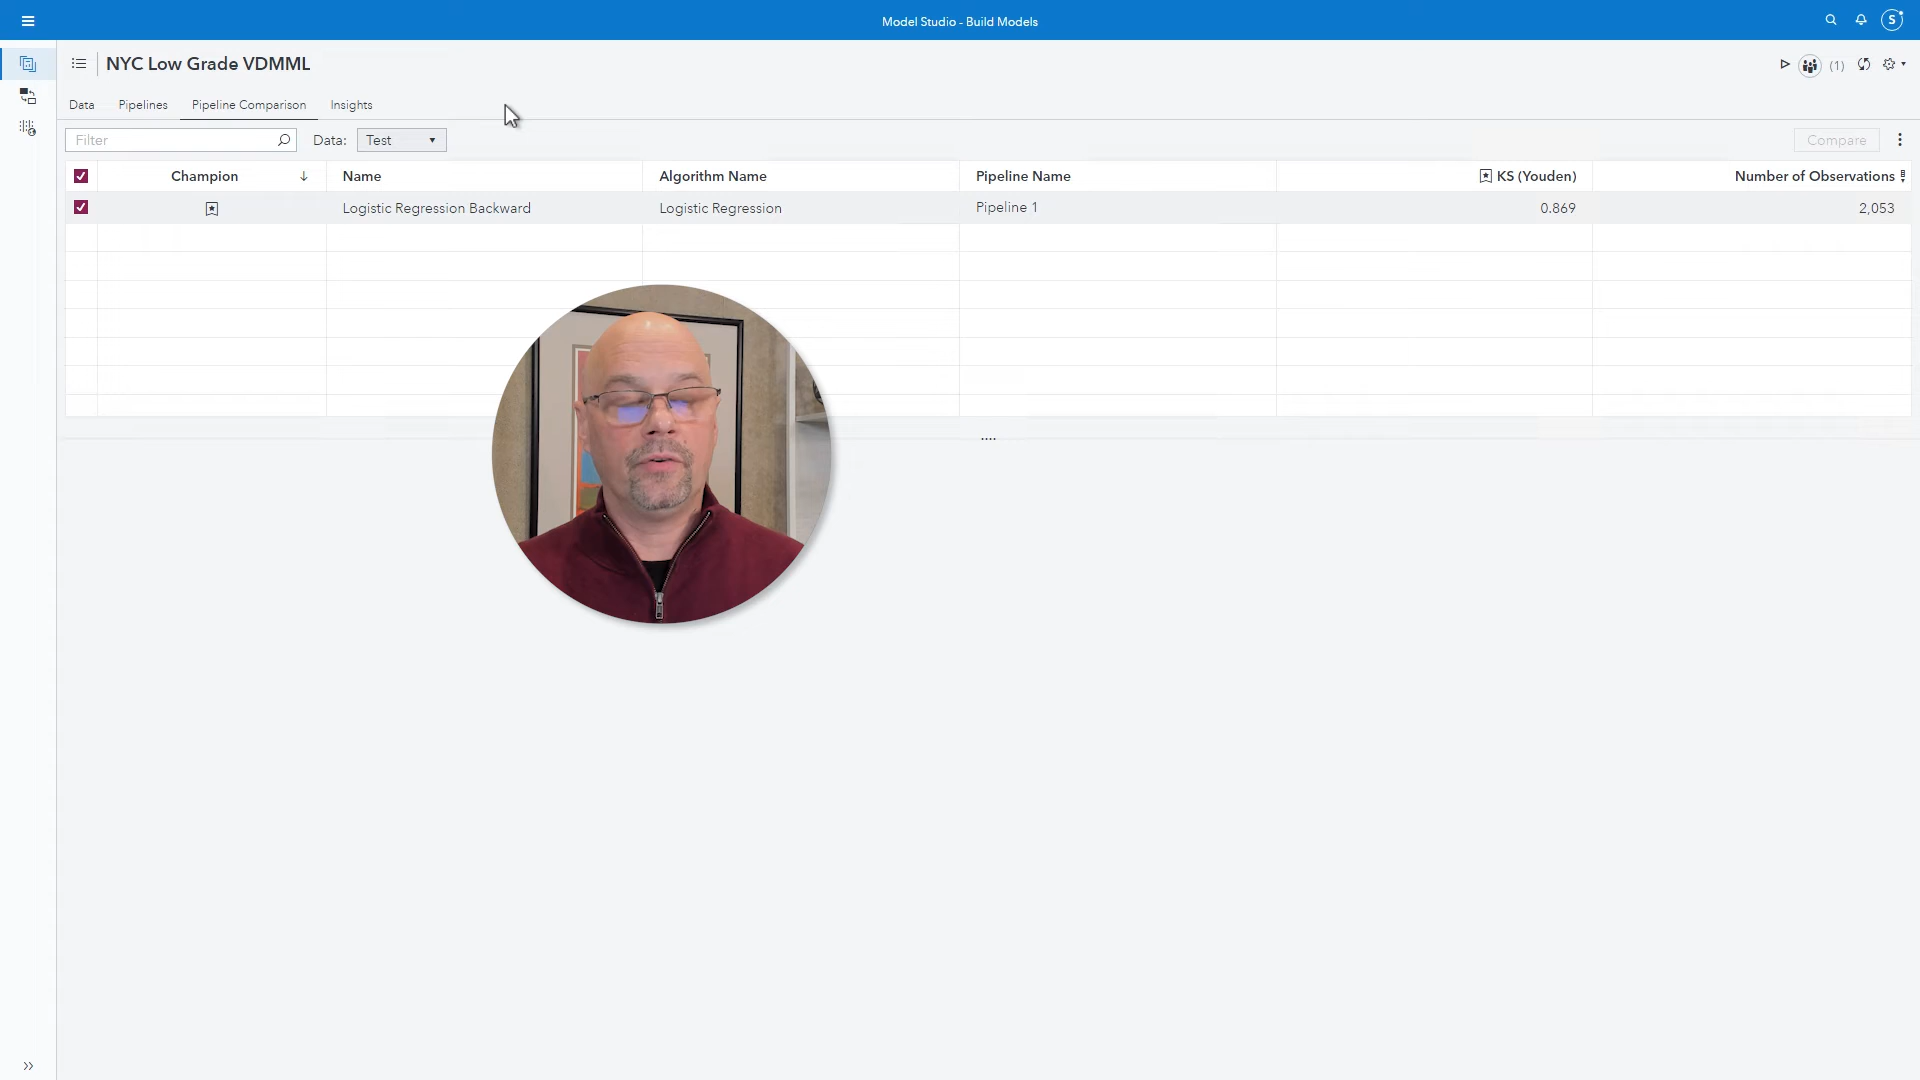 Model Studio - Build Models
S
NYC Low Grade VDMML
(1)
Data Pipelines Pipeline Comparison Insights
Filter Data: Test Compare
Champion Name Algorithm Name Pipeline Name KS (Youden) Number of Observations
Logistic Regression Backward Logistic Regression Pipeline 1 0.869 2,053